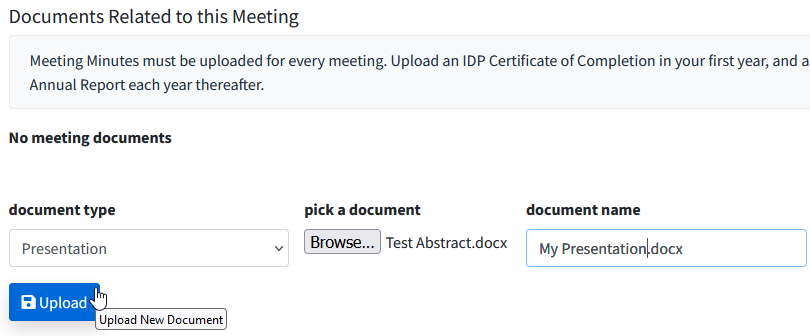 Documents Related to this Meeting
Meeting Minutes must be uploaded for every meeting. Upload an IDP Certificate of Completion in your first year, and a
Annual Report each year thereafter.
No meeting documents
document type pick a document document name
Presentation Browse... Test Abstract.docx My Presentation.docx
Upload
Upload New Document